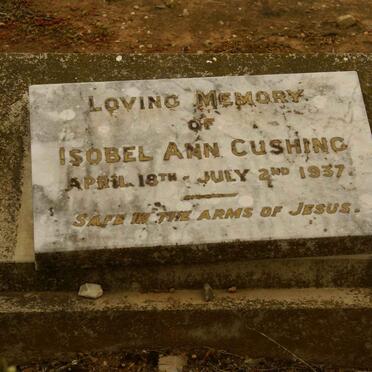 Loving Memory
of
Isobel Ann Cushing
April 18th - July 2nd 1937.
Safe in the arms of Jesus.